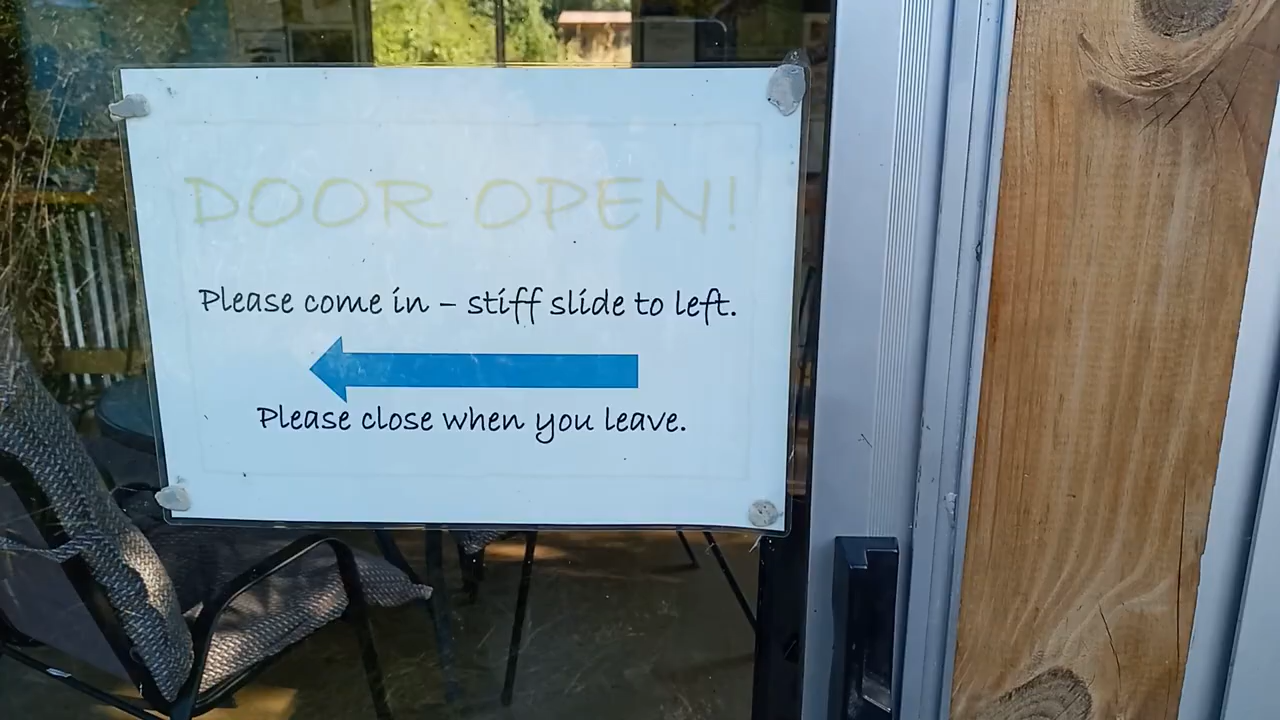 DOOR OPEN!
Please come in – stiff slide to left.
Please close when you leave.